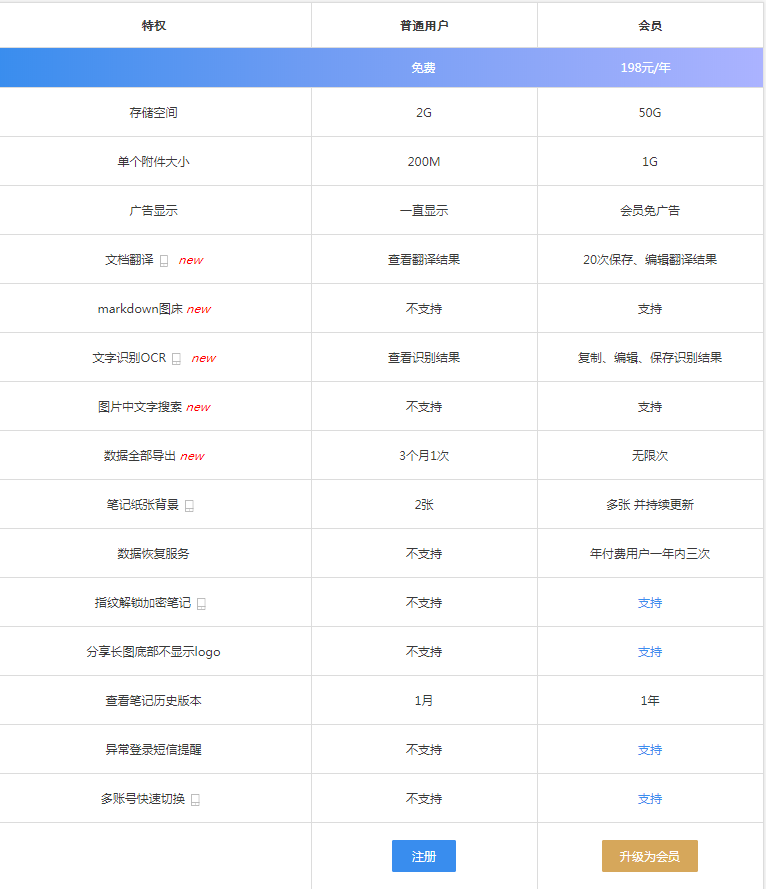 特权 普通用户 会员
免费 198元/年
存储空间 2G 50G
单个附件大小 200M 1G
广告显示 一直显示 会员免广告
文档翻译 new 查看翻译结果 20次保存、编辑翻译结果
markdown图床 new 不支持 支持
文字识别OCR new 查看识别结果 复制、编辑、保存识别结果
图片中文字搜索 new 不支持 支持
数据全部导出 new 3个月1次 无限次
笔记纸张背景 2张 多张 并持续更新
数据恢复服务 不支持 年付费用户一年内三次
指纹解锁加密笔记 不支持 支持
分享长图底部不显示logo 不支持 支持
查看笔记历史版本 1月 1年
异常登录短信提醒 不支持 支持
多账号快速切换 不支持 支持
注册 升级为会员